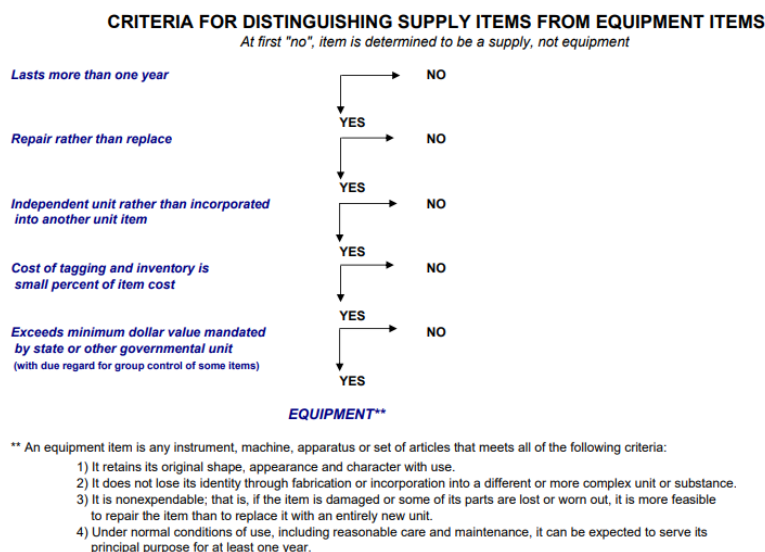 CRITERIA FOR DISTINGUISHING SUPPLY ITEMS FROM EQUIPMENT ITEMS
At first "no", item is determined to be a supply, not equipment
Lasts more than one year
NO
YES
Repair rather than replace
NO
YES
Independent unit rather than incorporated
into another unit item
NO
YES
Cost of tagging and inventory is
small percent of item cost
NO
YES
Exceeds minimum dollar value mandated
by state or other governmental unit
(with due regard for group control of some items)
NO
YES
EQUIPMENT**
** An equipment item is any instrument, machine, apparatus or set of articles that meets all of the following criteria:
1) It retains its original shape, appearance and character with use.
2) It does not lose its identity through fabrication or incorporation into a different or more complex unit or substance.
3) It is nonexpendable; that is, if the item is damaged or some of its parts are lost or worn out, it is more feasible
to repair the item than to replace it with an entirely new unit.
4) Under normal conditions of use, including reasonable care and maintenance, it can be expected to serve its
principal purpose for at least one year.